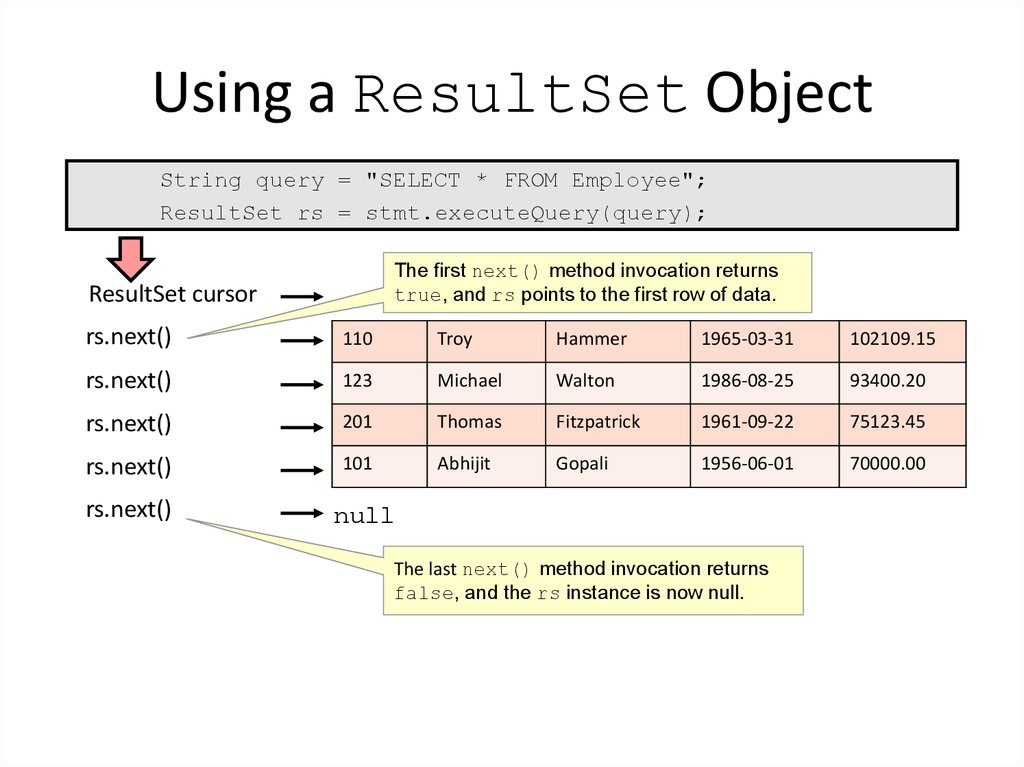 Using a ResultSet Object
String query = "SELECT * FROM Employee";
ResultSet rs = stmt.executeQuery(query);
The first next() method invocation returns
true, and rs points to the first row of data.
ResultSet cursor
rs.next() 110 Troy Hammer 1965-03-31 102109.15
rs.next() 123 Michael Walton 1986-08-25 93400.20
rs.next() 201 Thomas Fitzpatrick 1961-09-22 75123.45
rs.next() 101 Abhijit Gopali 1956-06-01 70000.00
rs.next() null
The last next() method invocation returns
false, and the rs instance is now null.